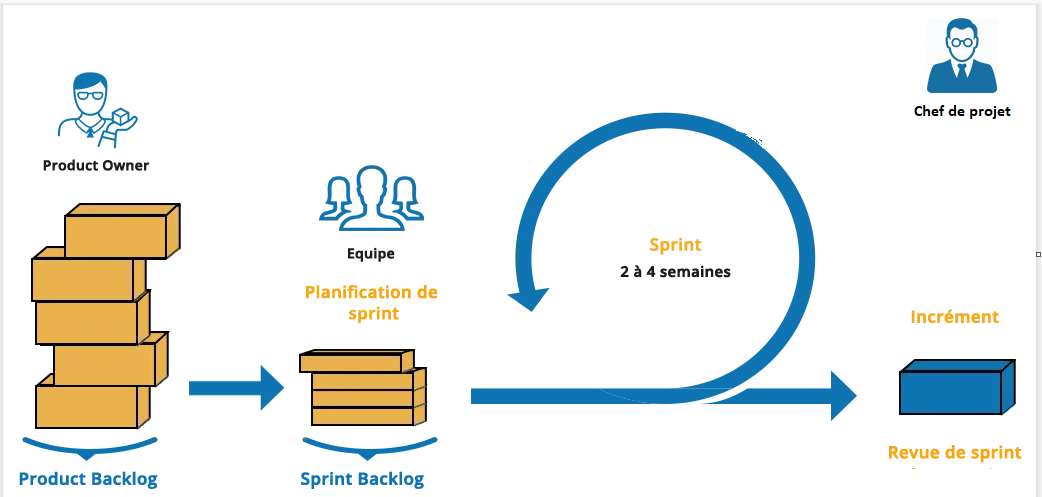 Chef de projet
Product Owner
Equipe
Planification de
sprint
Sprint
2 à 4 semaines
Incrément
Revue de sprint
Product Backlog
Sprint Backlog